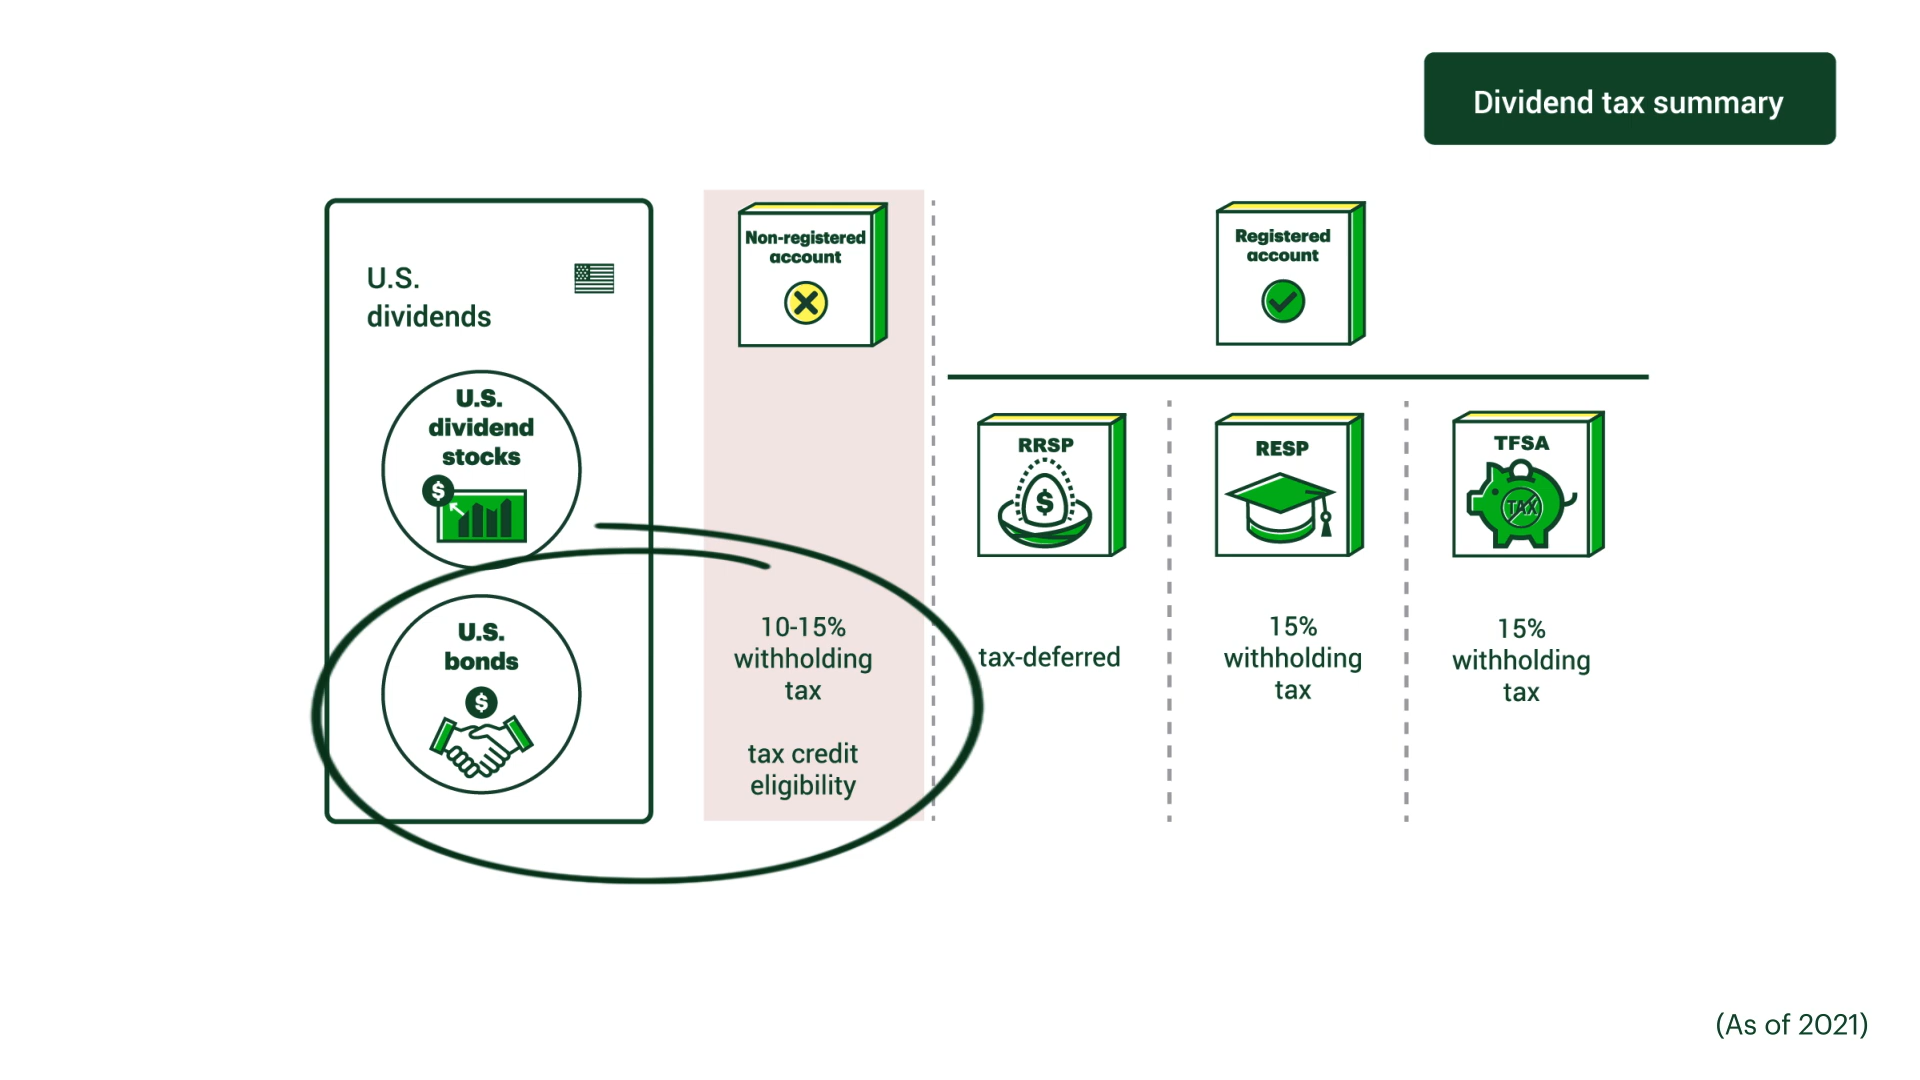 Dividend tax summary
U.S.
dividends
U.S.
dividend
stocks
$
U.S.
bonds
$
Non-registered
account
10-15%
withholding
tax
tax credit
eligibility
Registered
account
RRSP
$
tax-deferred
RESP
15%
withholding
tax
TFSA
TAX
15%
withholding
tax
(As of 2021)